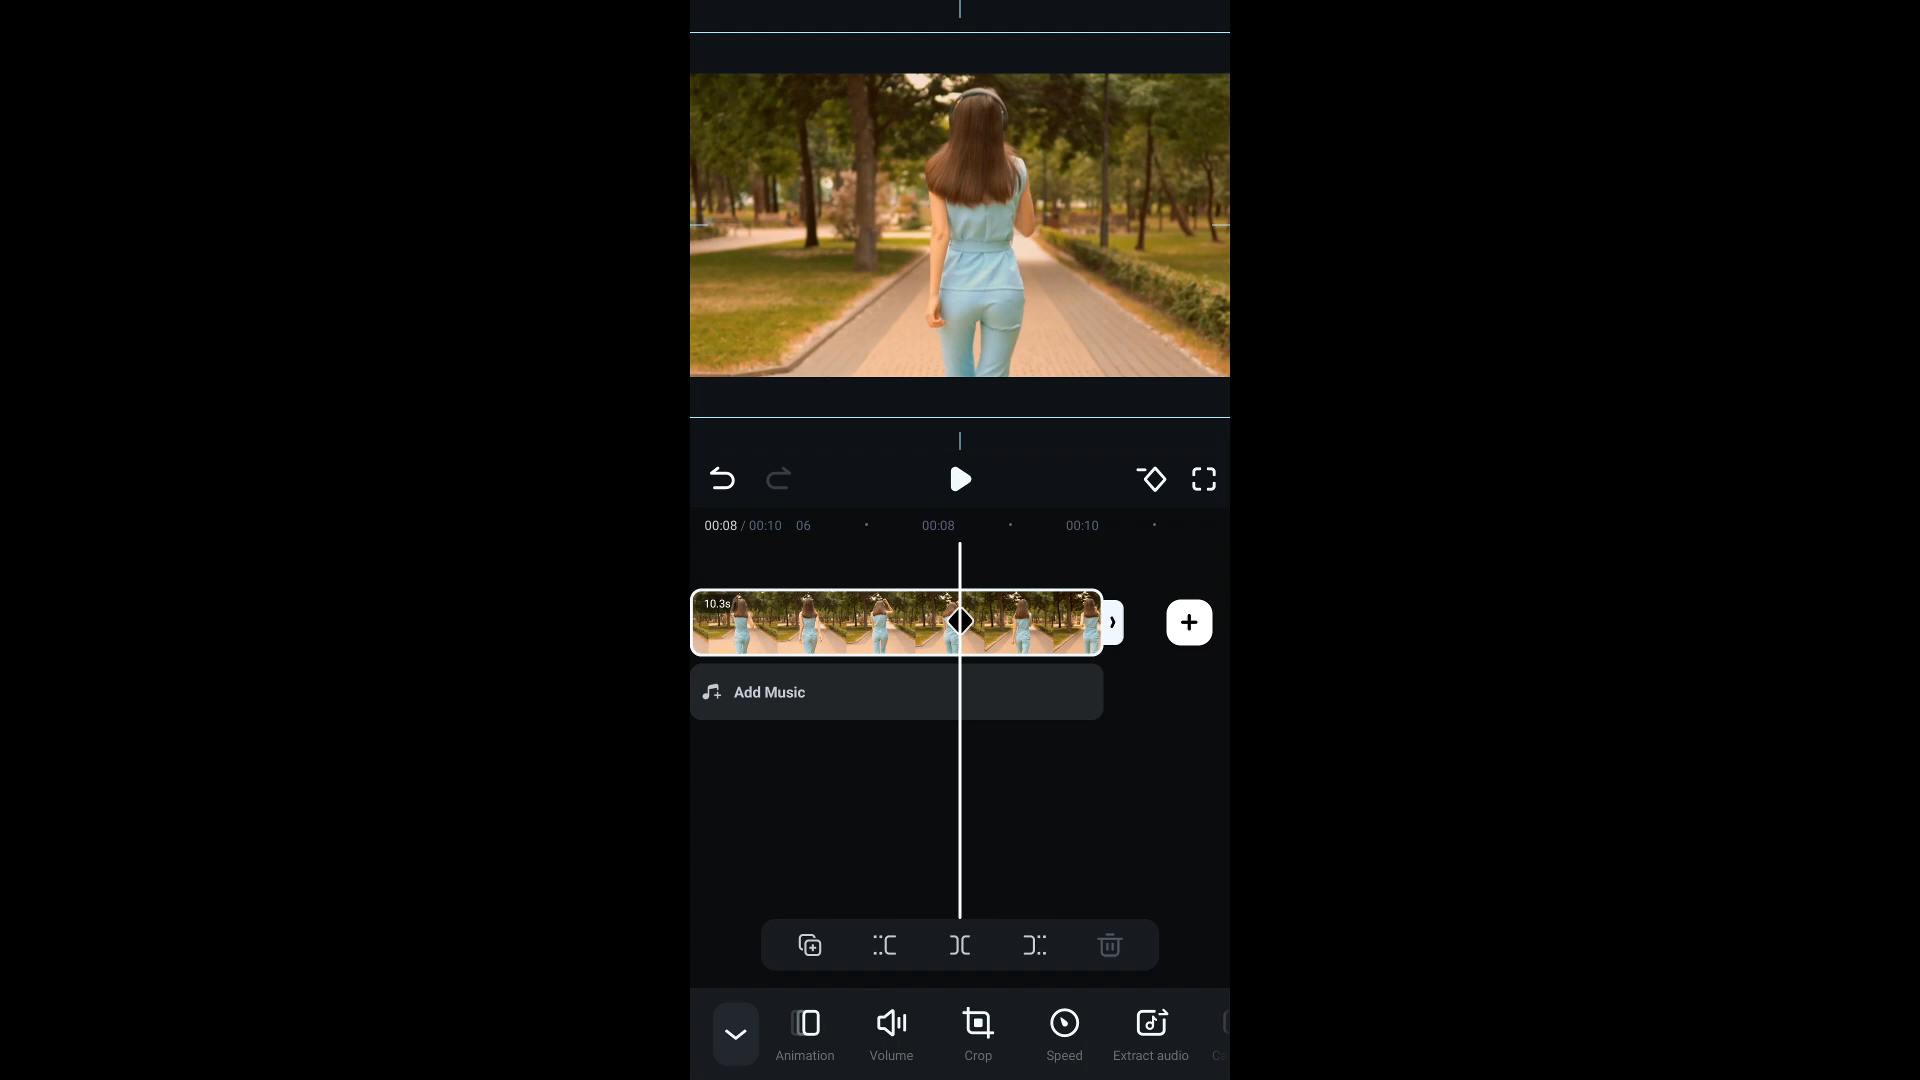 00:08 / 00:10 06 00:08 00:10
10.3s
Add Music
Animation Volume Crop Speed Extract audio